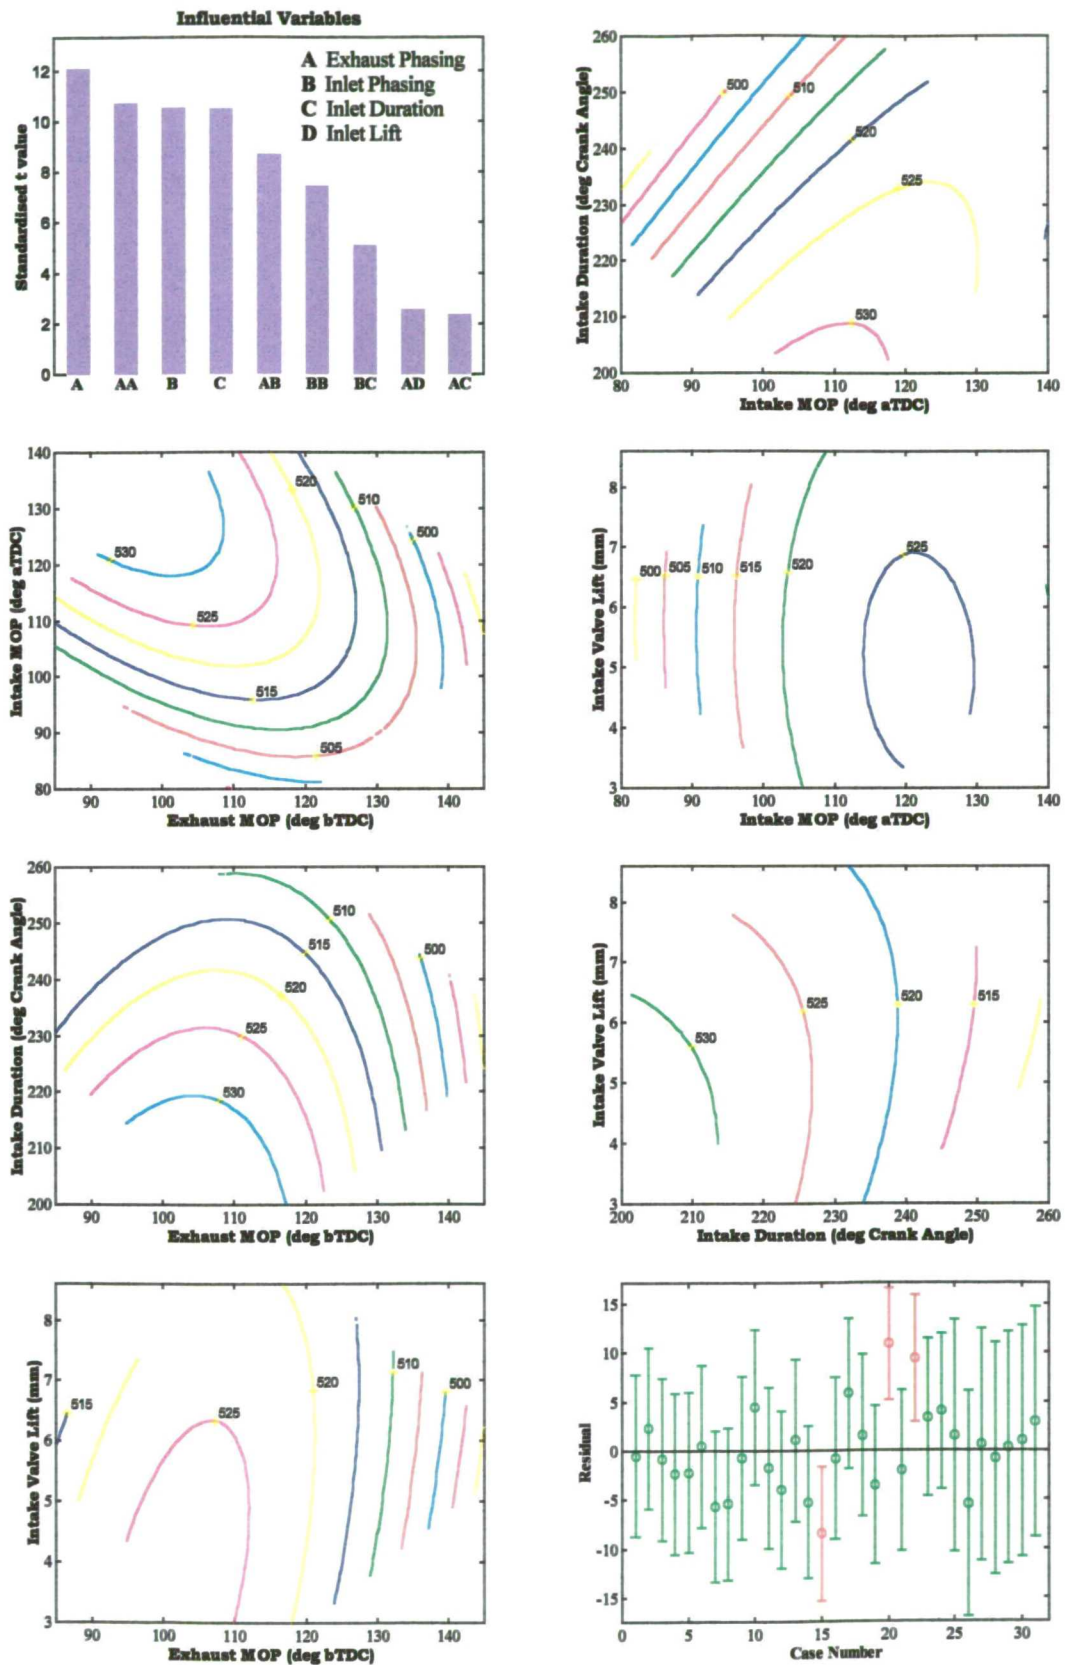 Influential Variables
A Exhaust Phasing
B Inlet Phasing
C Inlet Duration
D Inlet Lift
Standardised t value
12
10
8
6
4
2
0
A AA B C AB BB BC AD AC
Intake Duration (deg Crank Angle)
260
250
240
230
220
210
200
500
510
520
525
530
80 90 100 110 120 130 140
Intake MOP (deg aTDC)
Intake MOP (deg aTDC)
140
130
120
110
100
90
80
520
510
500
530
525
515
505
90 100 110 120 130 140
Exhaust MOP (deg bTDC)
Intake Valve Lift (mm)
8
7
6
5
4
3
500 505 510 515 520 525
80 90 100 110 120 130 140
Intake MOP (deg aTDC)
Intake Duration (deg Crank Angle)
260
250
240
230
220
210
200
510
515
500
520
525
530
90 100 110 120 130 140
Exhaust MOP (deg bTDC)
Intake Valve Lift (mm)
8
7
6
5
4
3
530
525
520
515
200 210 220 230 240 250 260
Intake Duration (deg Crank Angle)
Intake Valve Lift (mm)
8
7
6
5
4
3
515
525
520
510
500
90 100 110 120 130 140
Exhaust MOP (deg bTDC)
Residual
15
10
5
0
-5
-10
-15
0 5 10 15 20 25 30
Case Number